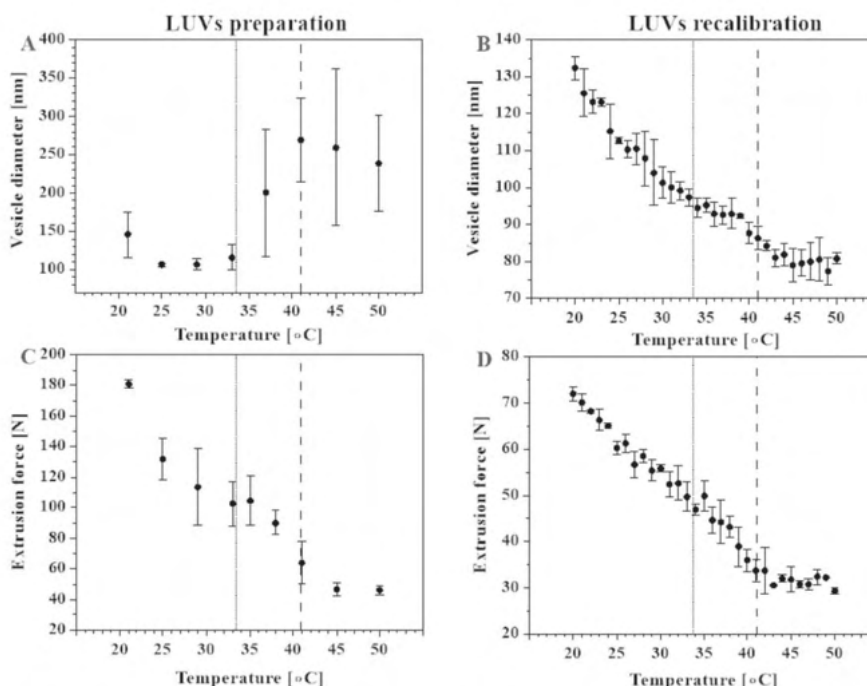 LUVs preparation
LUVs recalibration
A
Vesicle diameter [nm]
400
350
300
250
200
150
100
20 25 30 35 40 45 50
Temperature [◦C]
B
Vesicle diameter [nm]
140
130
120
110
100
90
80
70
20 25 30 35 40 45 50
Temperature [◦C]
C
Extrusion force [N]
200
180
160
140
120
100
80
60
40
20
20 25 30 35 40 45 50
Temperature [◦C]
D
Extrusion force [N]
80
70
60
50
40
30
20
20 25 30 35 40 45 50
Temperature [◦C]